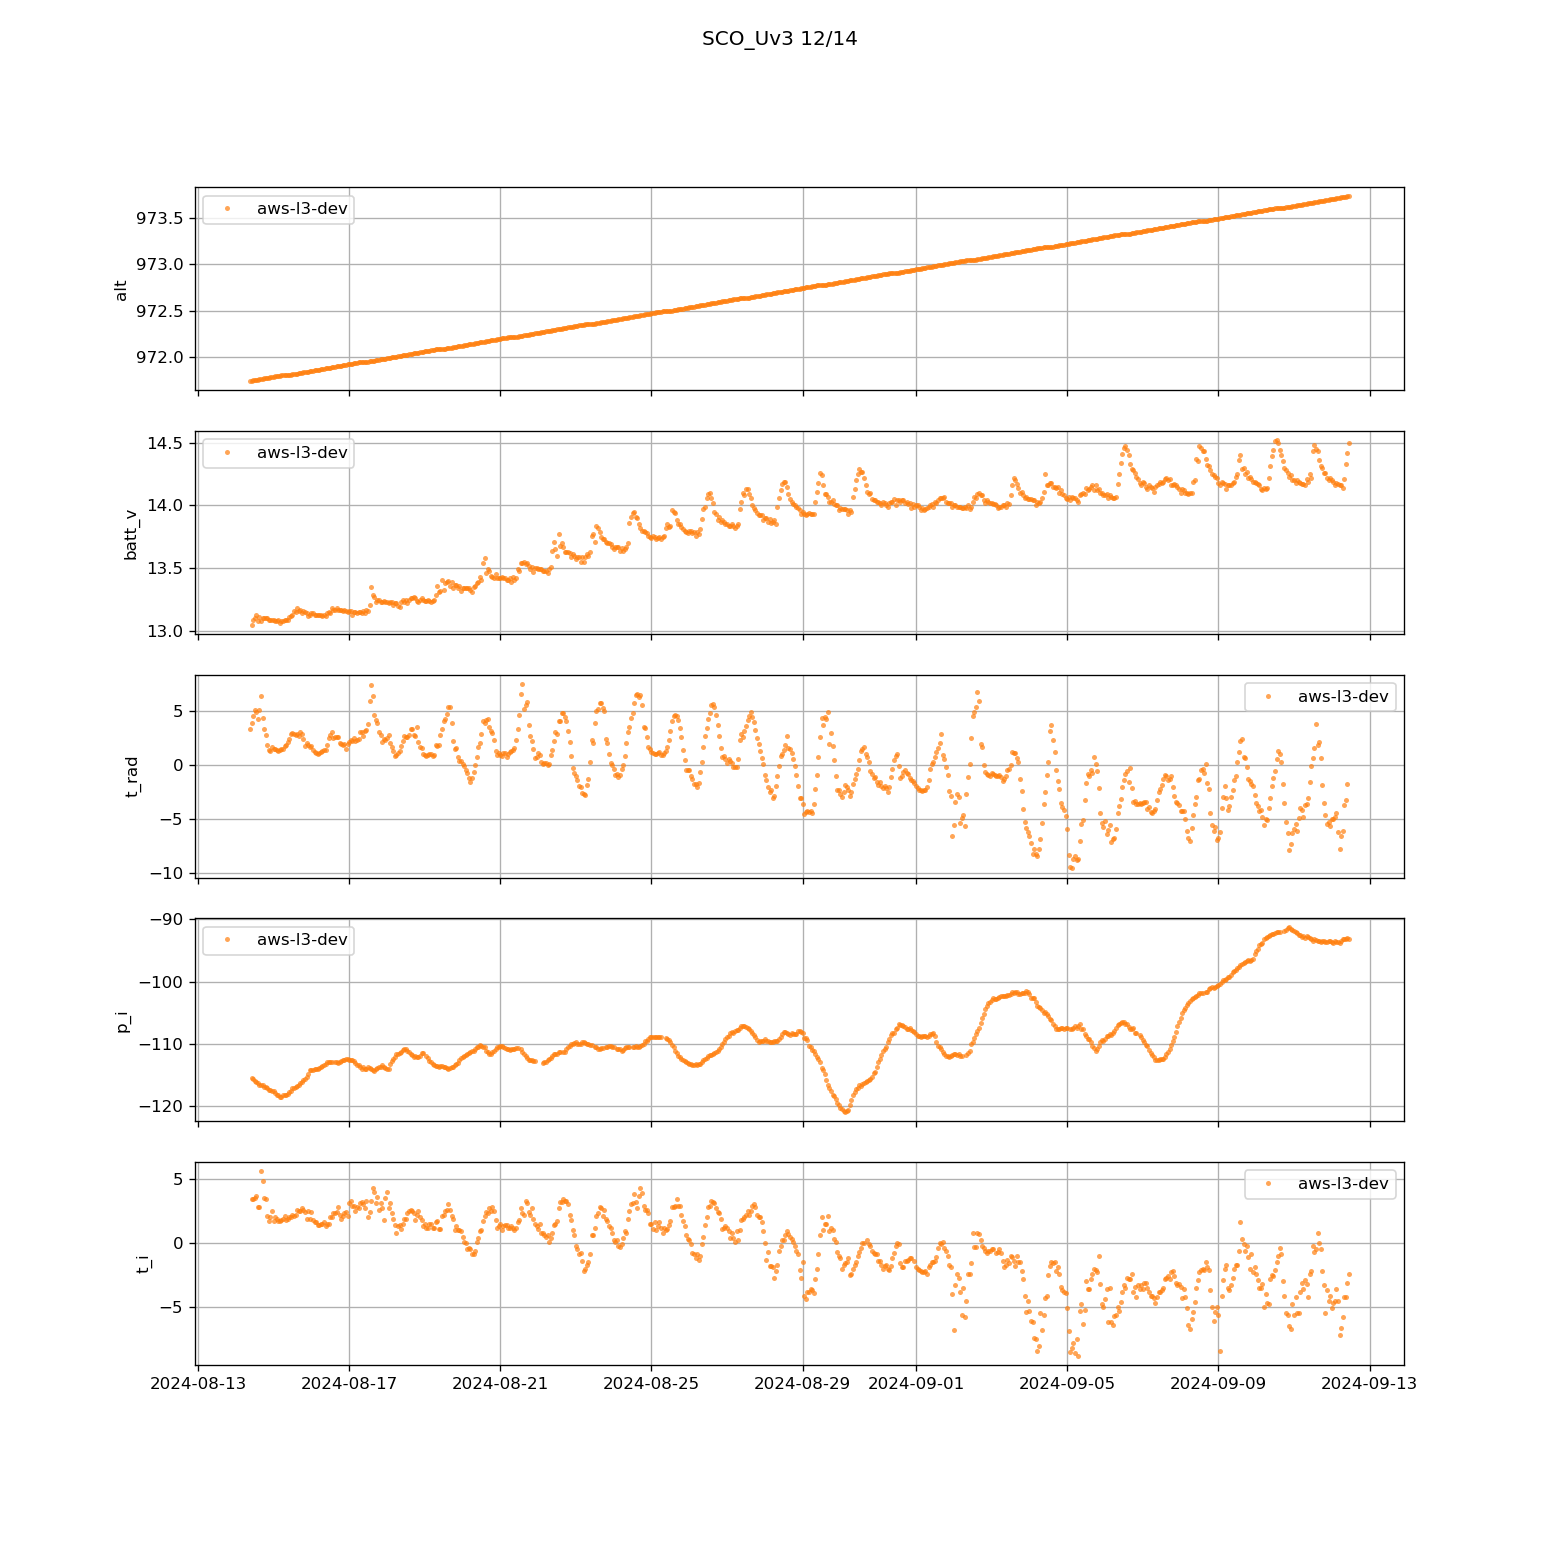 SCO_Uv3 12/14
aws-l3-dev
973.5
973.0
972.5
972.0
alt
aws-l3-dev
14.5
14.0
13.5
13.0
batt_v
aws-l3-dev
5
0
−5
−10
t_rad
aws-l3-dev
−90
−100
−110
−120
p_i
aws-l3-dev
5
0
−5
t_i
2024-08-13 2024-08-17 2024-08-21 2024-08-25 2024-08-29 2024-09-01 2024-09-05 2024-09-09 2024-09-13